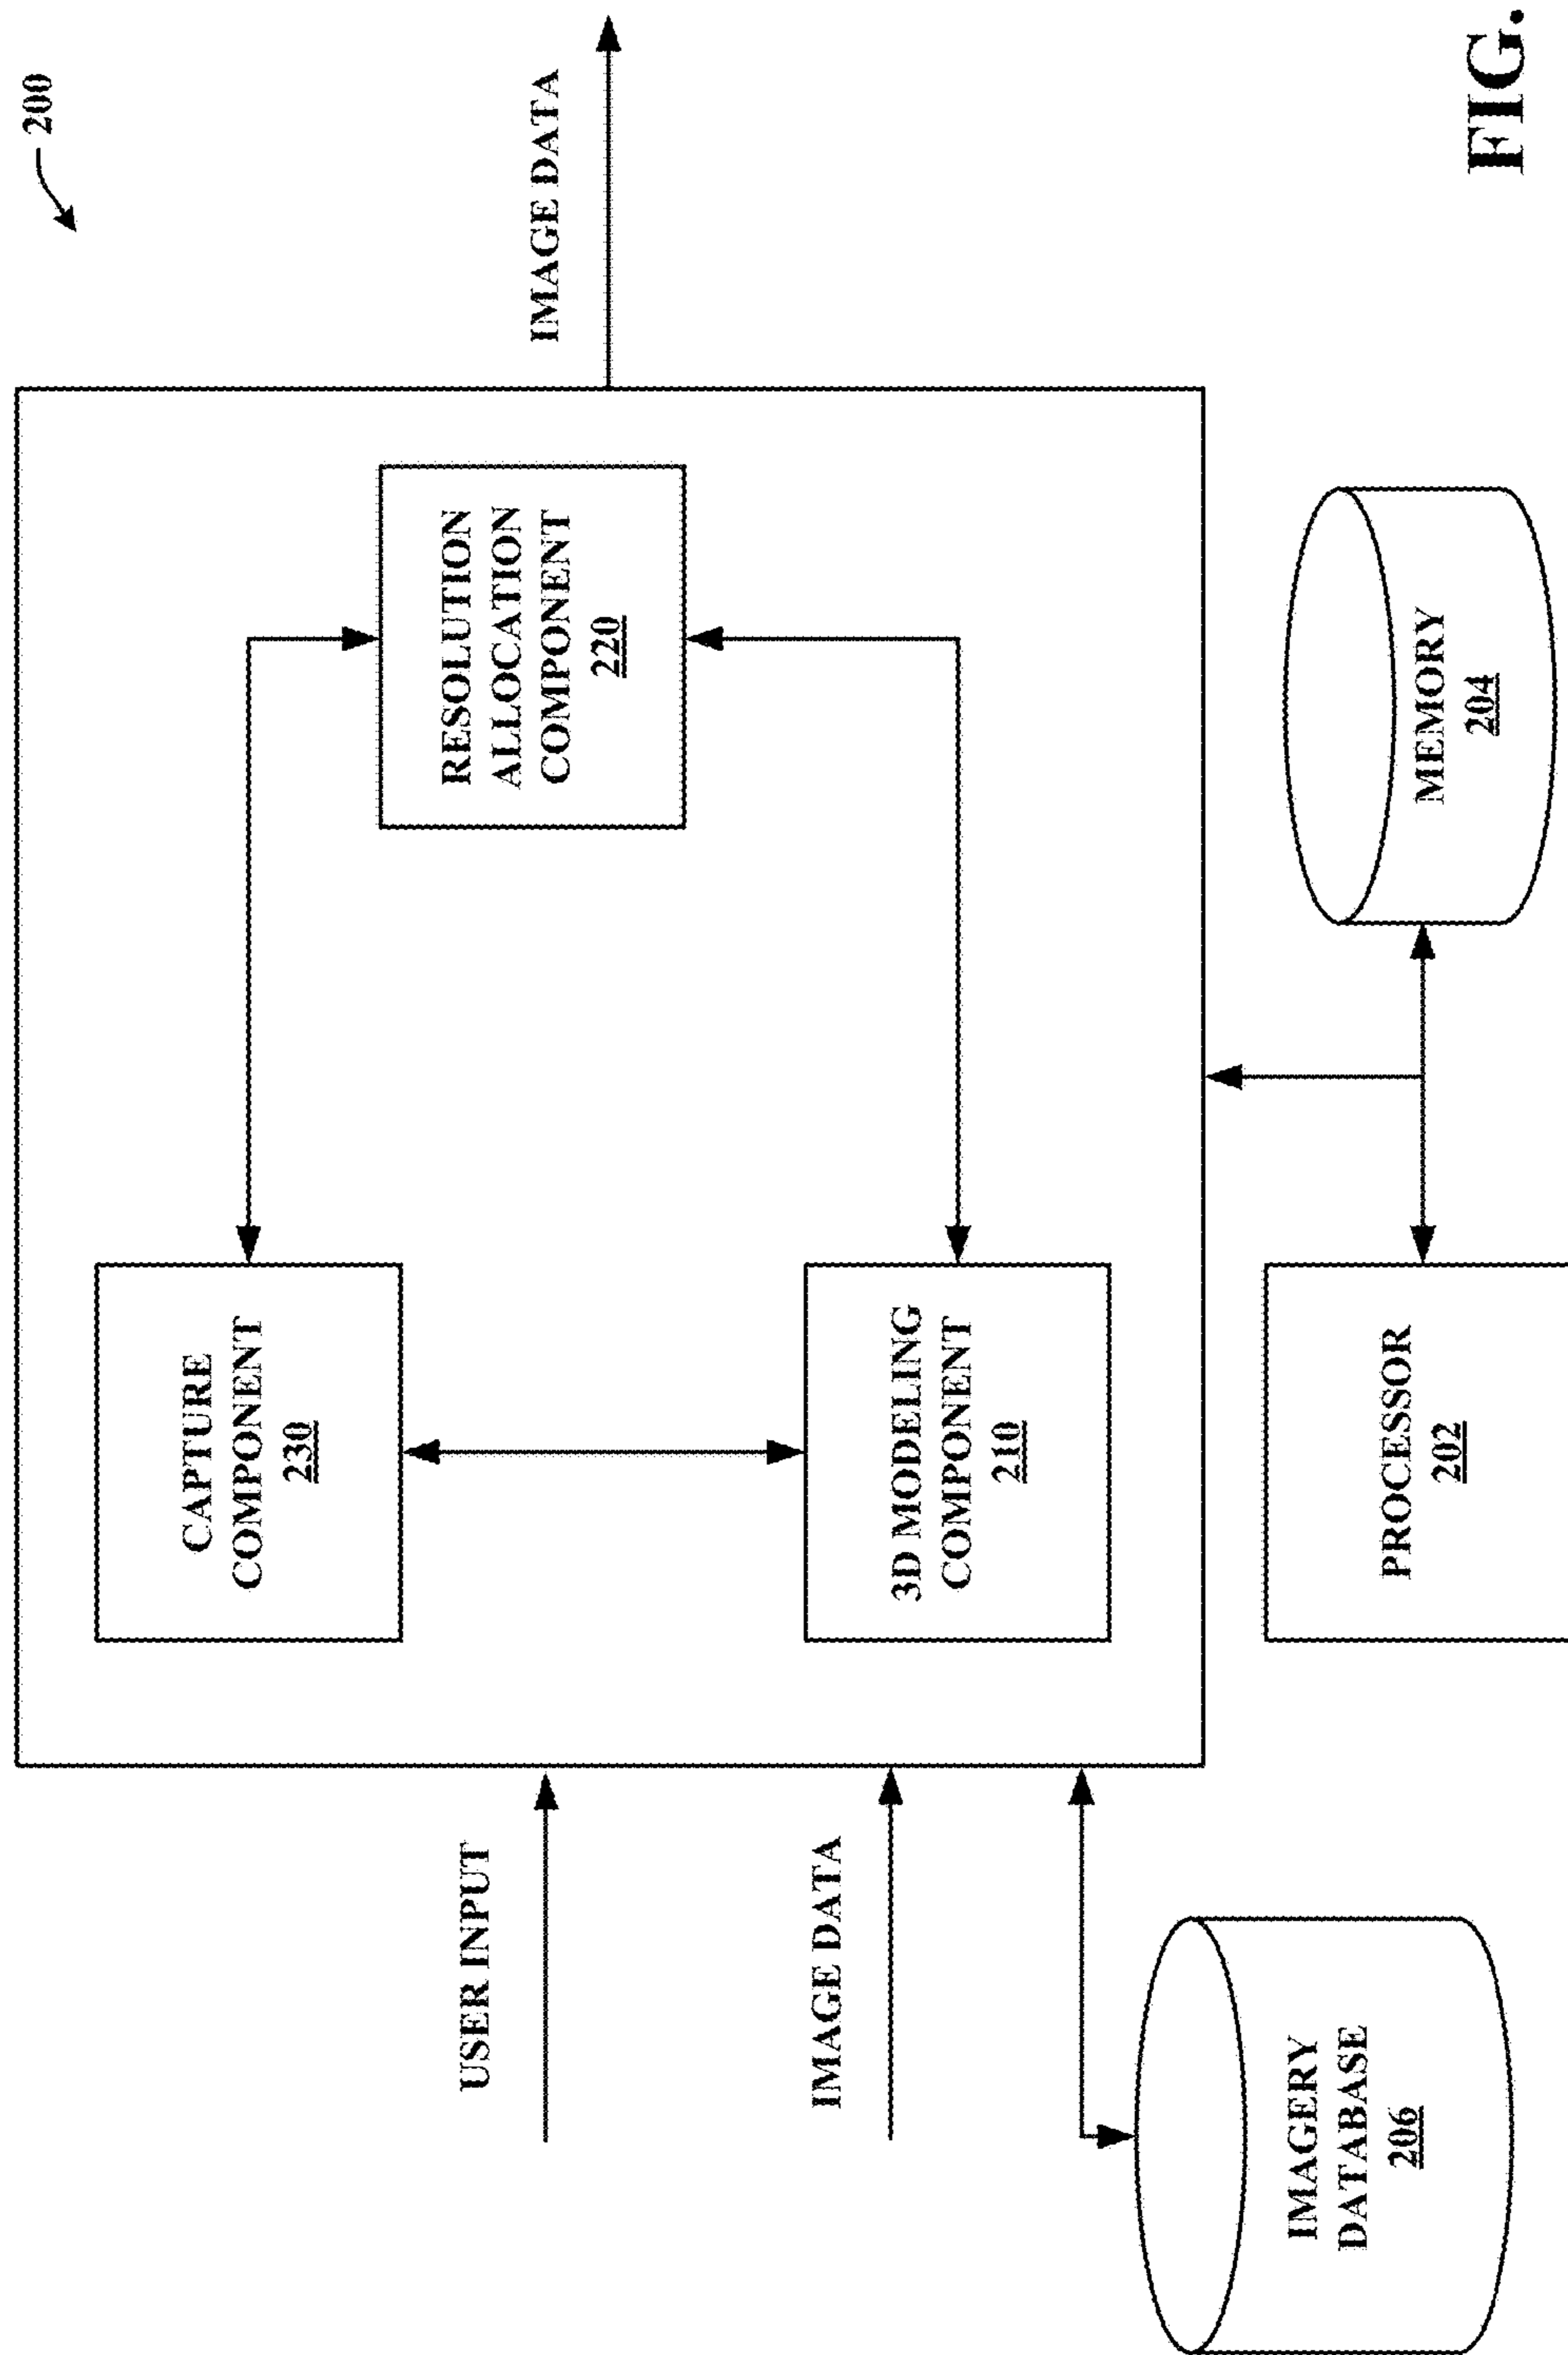 200
CAPTURE
COMPONENT
230
RESOLUTION
ALLOCATION
COMPONENT
220
USER INPUT
IMAGE DATA
IMAGE DATA
3D MODELING
COMPONENT
210
IMAGERY
DATABASE
206
PROCESSOR
202
MEMORY
204
FIG.